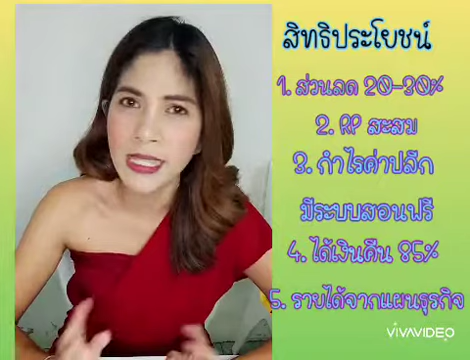 สิทธิประโยชน์
1. ส่วนลด 20-30%
2. RP สะสม
3. กำไรค่าปลีก
มีระบบสอนฟรี
4. ได้เงินคืน 85%
5. รายได้จากแผนธุรกิจ
VIVAVIDEO